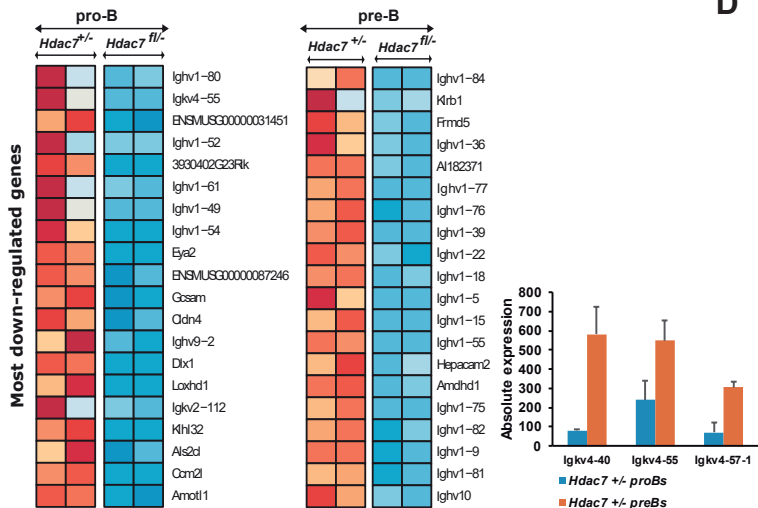 D
pro-B
pre-B
Hdac7+/-
Hdac7 fl/-
Hdac7 +/-
Hdac7 fl/-
Most down-regulated genes
Ighv1-80
Igkv4-55
ENSMUSG00000031451
Ighv1-52
3930402G23Rik
Ighv1-61
Ighv1-49
Ighv1-54
Eya2
ENSMUSG00000087246
Gcsam
Cldn4
Ighv9-2
Dlx1
Loxhd1
Igkv2-112
Klhl32
Als2cl
Ccm2l
Amotl1
Ighv1-84
Klrb1
Frmd5
Ighv1-36
AI182371
Ighv1-77
Ighv1-76
Ighv1-39
Ighv1-22
Ighv1-18
Ighv1-5
Ighv1-15
Ighv1-55
Hepacam2
Amdhd1
Ighv1-75
Ighv1-82
Ighv1-9
Ighv1-81
Ighv10
Absolute expression
800
700
600
500
400
300
200
100
0
Igkv4-40 Igkv4-55 Igkv4-57-1
Hdac7 +/- proBs
Hdac7 +/- preBs